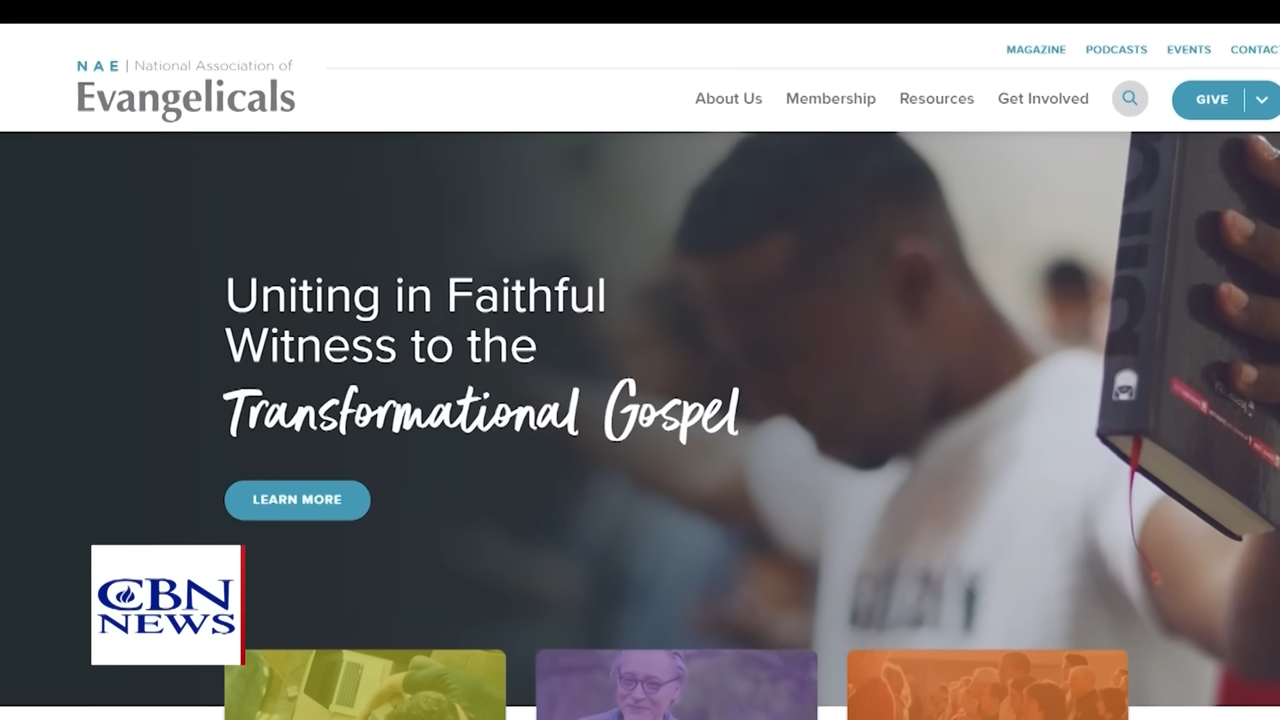 MAGAZINE PODCASTS EVENTS CONTAC
NAE | National Association of
Evangelicals
About Us Membership Resources Get Involved GIVE
Uniting in Faithful
Witness to the
Transformational Gospel
LEARN MORE
CBN
NEWS